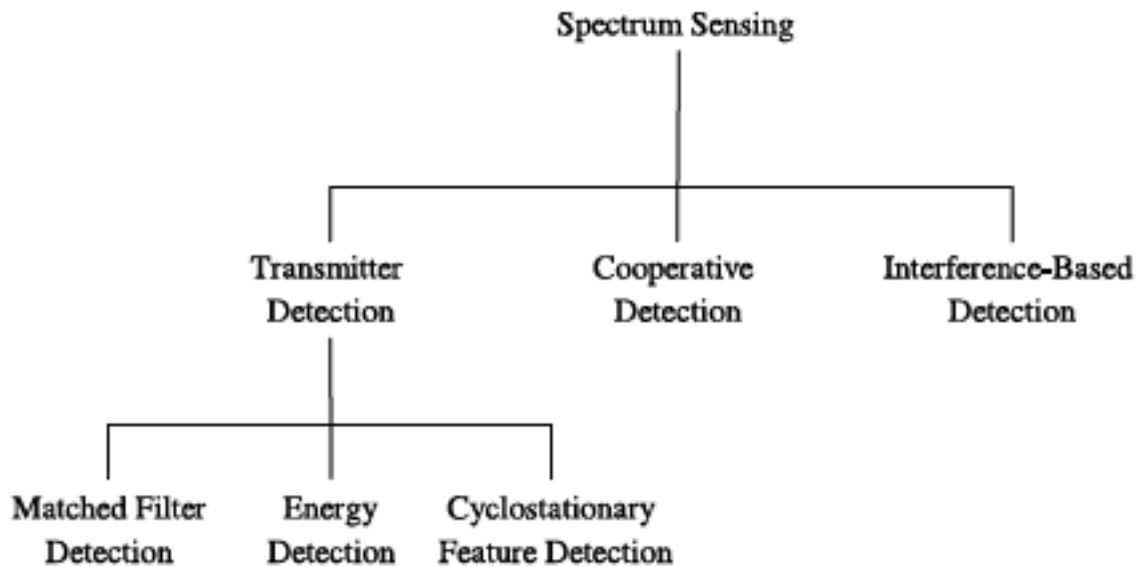 Spectrum Sensing
Transmitter
Detection
Cooperative
Detection
Interference-Based
Detection
Matched Filter
Detection
Energy
Detection
Cyclostationary
Feature Detection